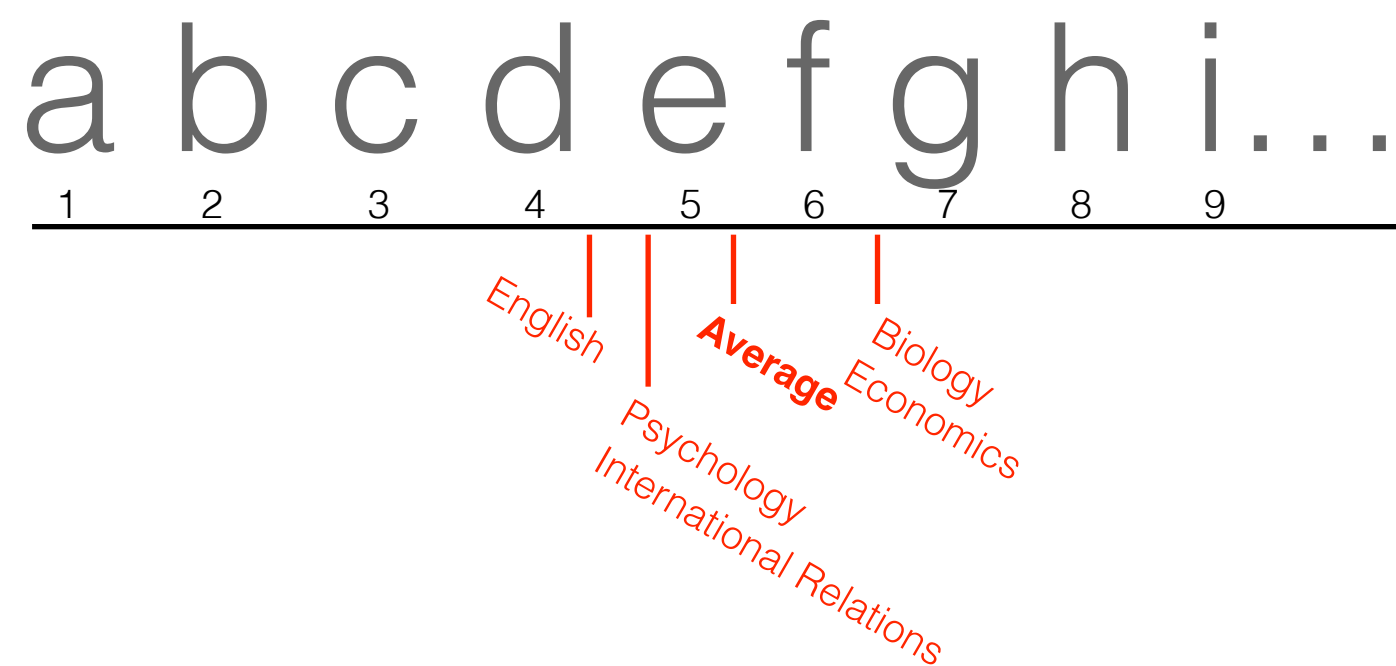 a b c d e f g h i...
1 2 3 4 5 6 7 8 9
English
Psychology
International Relations
Average
Biology
Economics